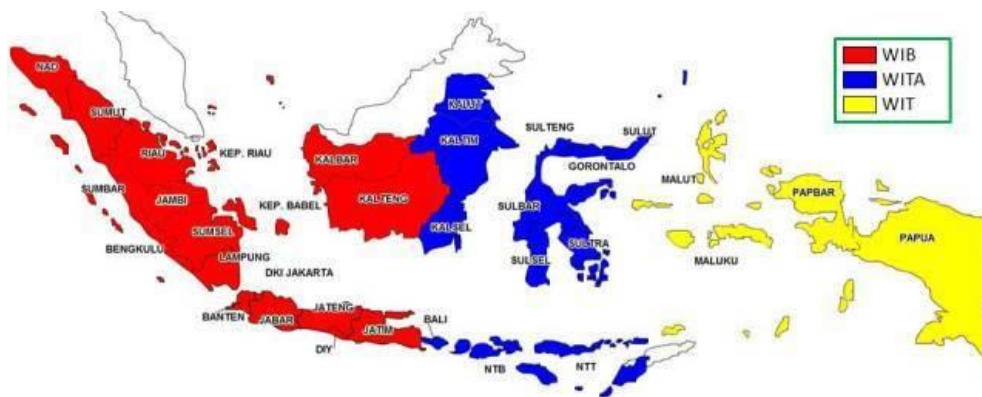 WIB
WITA
WIT
NAD
SUMUT
RIAU
KEP. RIAU
SUMBAR
JAMBI
KEP. BABEL
SUMSEL
BENGKULU
LAMPUNG
DKI JAKARTA
BANTEN
JABAR
JATENG
DIY
JATIM
BALI
NTB
NTT
KALBAR
KALTENG
KALSEL
KALTIM
KALUT
SULTENG
SULUT
GORONTALO
SULBAR
SULTRA
SULSEL
MALUT
MALUKU
PAPBAR
PAPUA